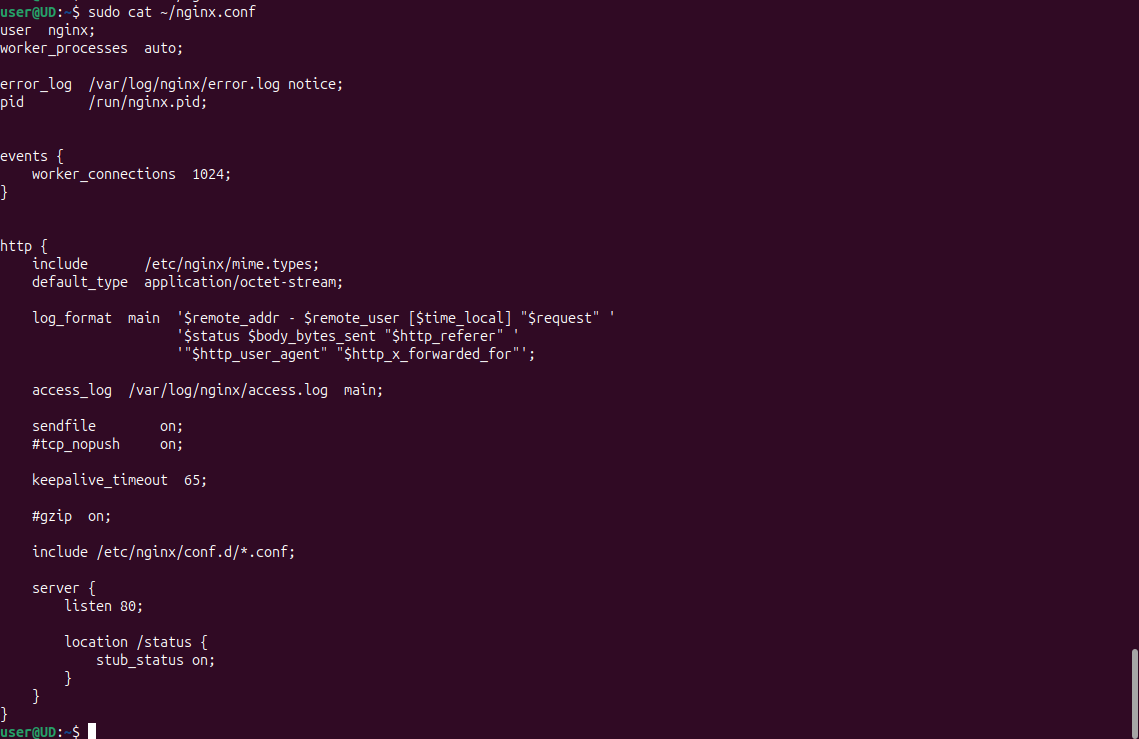 user@UD:~$ sudo cat ~/nginx.conf
user  nginx;
worker_processes  auto;

error_log  /var/log/nginx/error.log notice;
pid        /run/nginx.pid;


events {
    worker_connections  1024;
}


http {
    include       /etc/nginx/mime.types;
    default_type  application/octet-stream;

    log_format  main  '$remote_addr - $remote_user [$time_local] "$request" '
                      '$status $body_bytes_sent "$http_referer" '
                      '"$http_user_agent" "$http_x_forwarded_for"';

    access_log  /var/log/nginx/access.log  main;

    sendfile        on;
    #tcp_nopush     on;

    keepalive_timeout  65;

    #gzip  on;

    include /etc/nginx/conf.d/*.conf;

    server {
        listen 80;

        location /status {
            stub_status on;
        }
    }
}
user@UD:~$